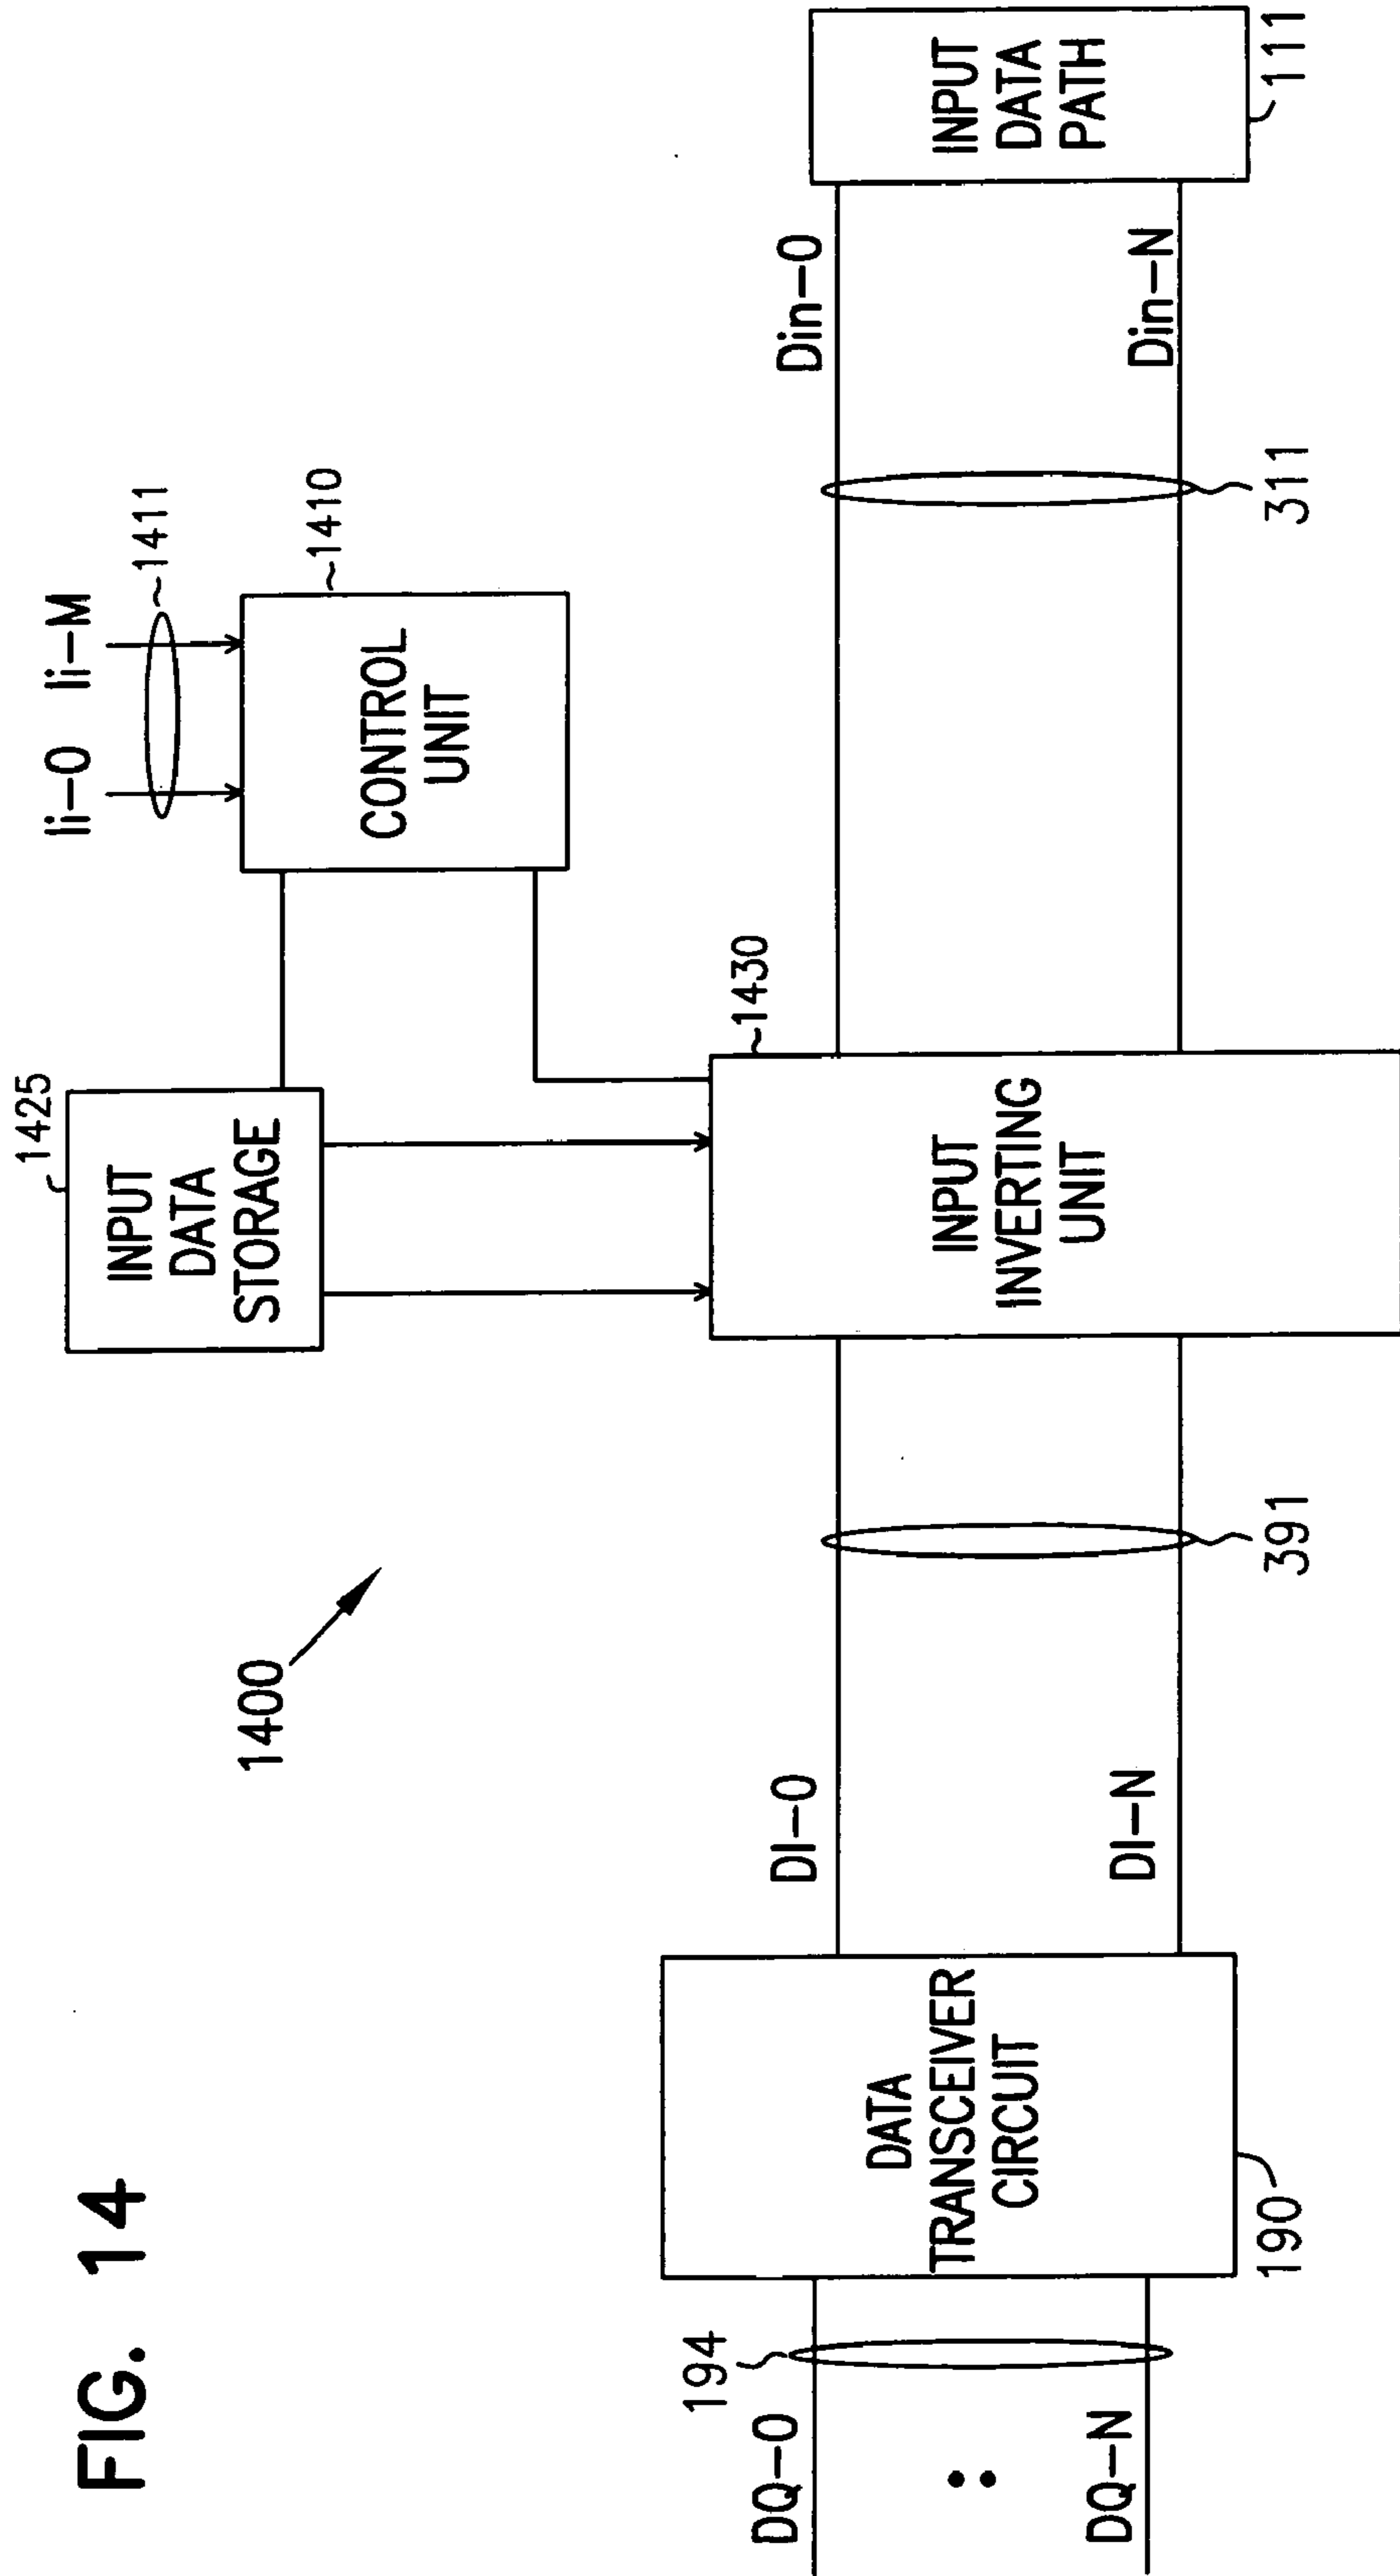 FIG. 14
1400
Ii-0 Ii-M
~1411
1425
INPUT
DATA
STORAGE
~1410
CONTROL
UNIT
~1430
INPUT
INVERTING
UNIT
DQ-0
194
DQ-N
DATA
TRANSCEIVER
CIRCUIT
190
DI-0
DI-N
391
Din-0
Din-N
311
INPUT
DATA
PATH
111